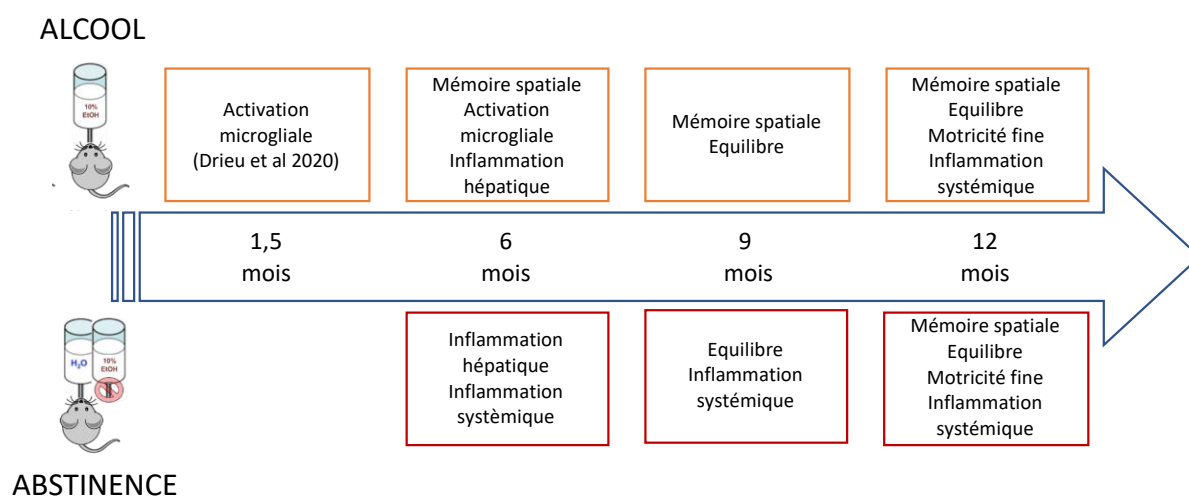 ALCOOL
10%
EtOH
Activation
microgliale
(Drieu et al 2020)
Mémoire spatiale
Activation
microgliale
Inflammation
hépatique
Mémoire spatiale
Equilibre
Mémoire spatiale
Equilibre
Motricité fine
Inflammation
systémique
1,5
mois
6
mois
9
mois
12
mois
H₂O
10%
EtOH
Inflammation
hépatique
Inflammation
systèmique
Equilibre
Inflammation
systémique
Mémoire spatiale
Equilibre
Motricité fine
Inflammation
systémique
ABSTINENCE